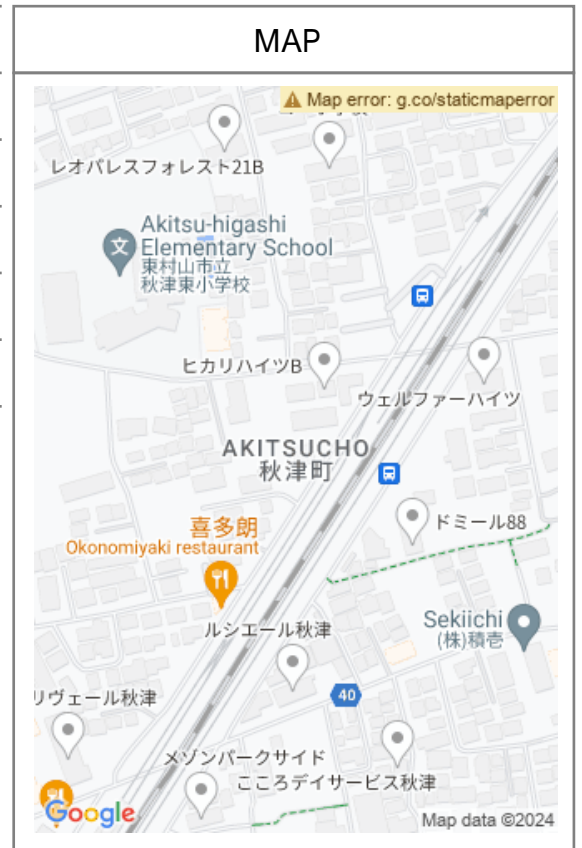 MAP
Map error: g.co/staticmaperror
レオパレスフォレスト21B
Akitsu-higashi
Elementary School
東村山市立
秋津東小学校
文
ヒカリハイツB
ウェルファーハイツ
AKITSUCHO
秋津町
喜多朗
Okonomiyaki restaurant
ドミール88
ルシエール秋津
Sekiichi
(株)積壱
40
リヴェール秋津
メゾンパークサイド
こころデイサービス秋津
Google
Map data ©2024